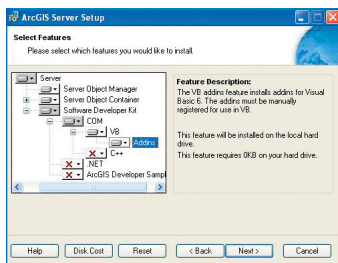 ArcGIS Server Setup
Select Features
Please select which features you would like to install.
Server
Server Object Manager
Server Object Container
Software Developer Kit
COM
VB
Addins
C++
.NET
ArcGIS Developer Sampl
Feature Description:
The VB addins feature installs addins for Visual
Basic 6. The addins must be manually
registered for use in VB.
This feature will be installed on the local hard
drive.
This feature requires 0KB on your hard drive.
Help
Disk Cost
Reset
< Back
Next >
Cancel